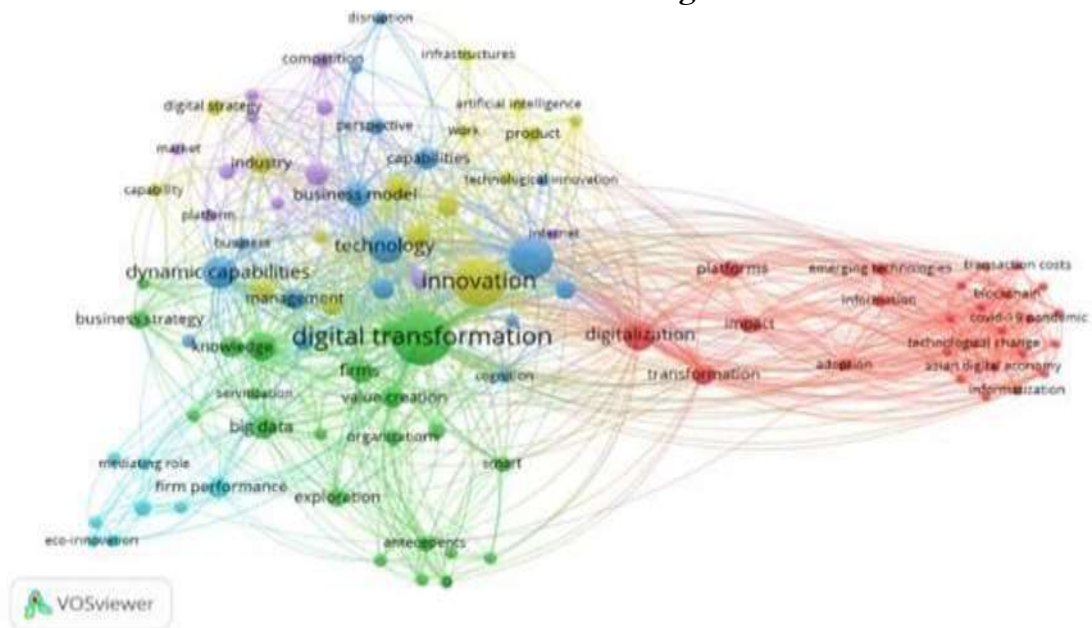 disruption
competition
infrastructures
digital strategy
artificial intelligence
perspective
work
product
market
industry
capabilities
capability
business model
technological innovation
platform
internet
business
technology
dynamic capabilities
innovation
management
business strategy
knowledge
digital transformation
firms
cognition
servitization
value creation
big data
organizations
mediating role
smart
firm performance
exploration
eco-innovation
antecedents
platforms
emerging technologies
transaction costs
information
blockchain
digitalization
impact
covid-19 pandemic
technological change
transformation
adoption
asian digital economy
informatization
VOSviewer